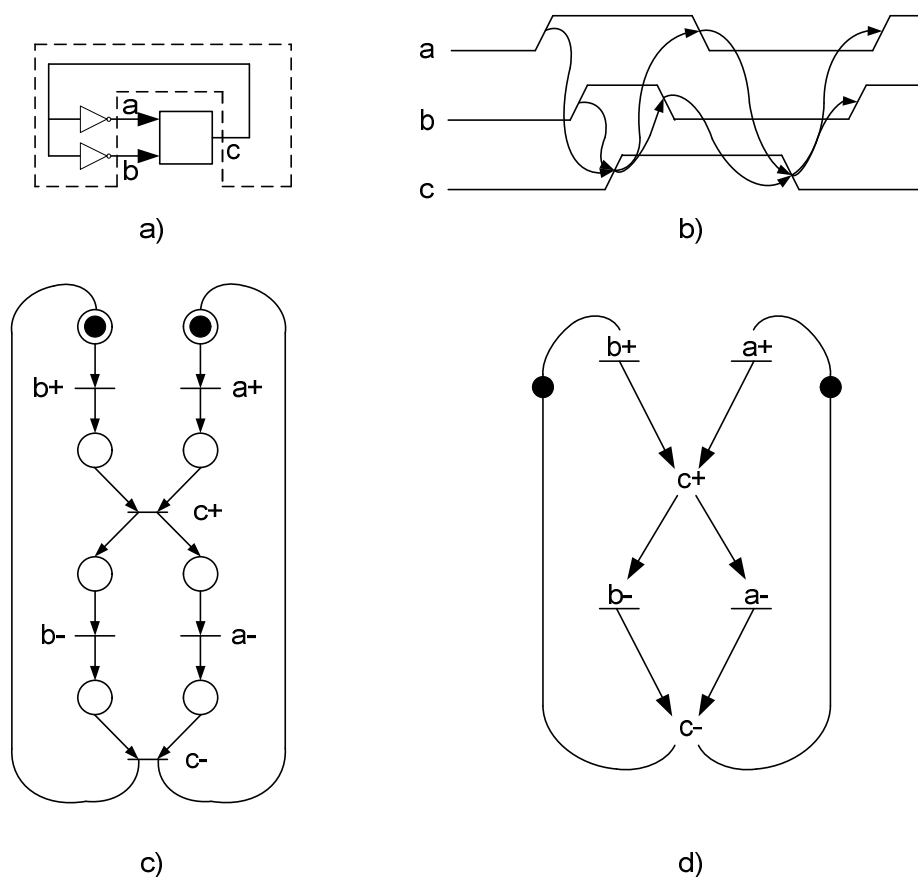 a
b
c
a)
a
b
c
b)
b+
a+
c+
b-
a-
c-
c)
b+
a+
c+
b-
a-
c-
d)